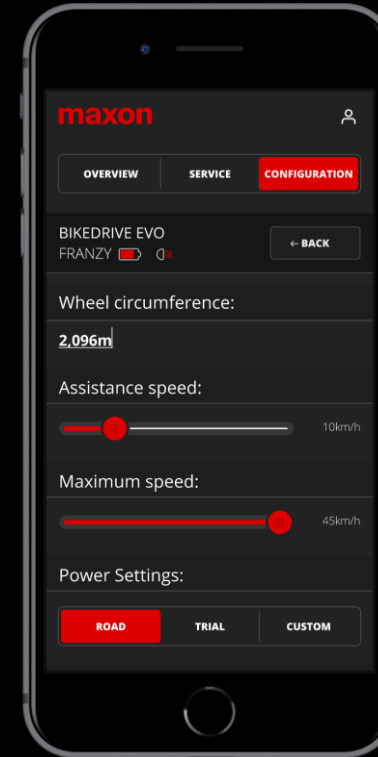 maxon
OVERVIEW SERVICE CONFIGURATION
BIKEDRIVE EVO
FRANZY
← BACK
Wheel circumference:
2,096m
Assistance speed:
10km/h
Maximum speed:
45km/h
Power Settings:
ROAD TRIAL CUSTOM